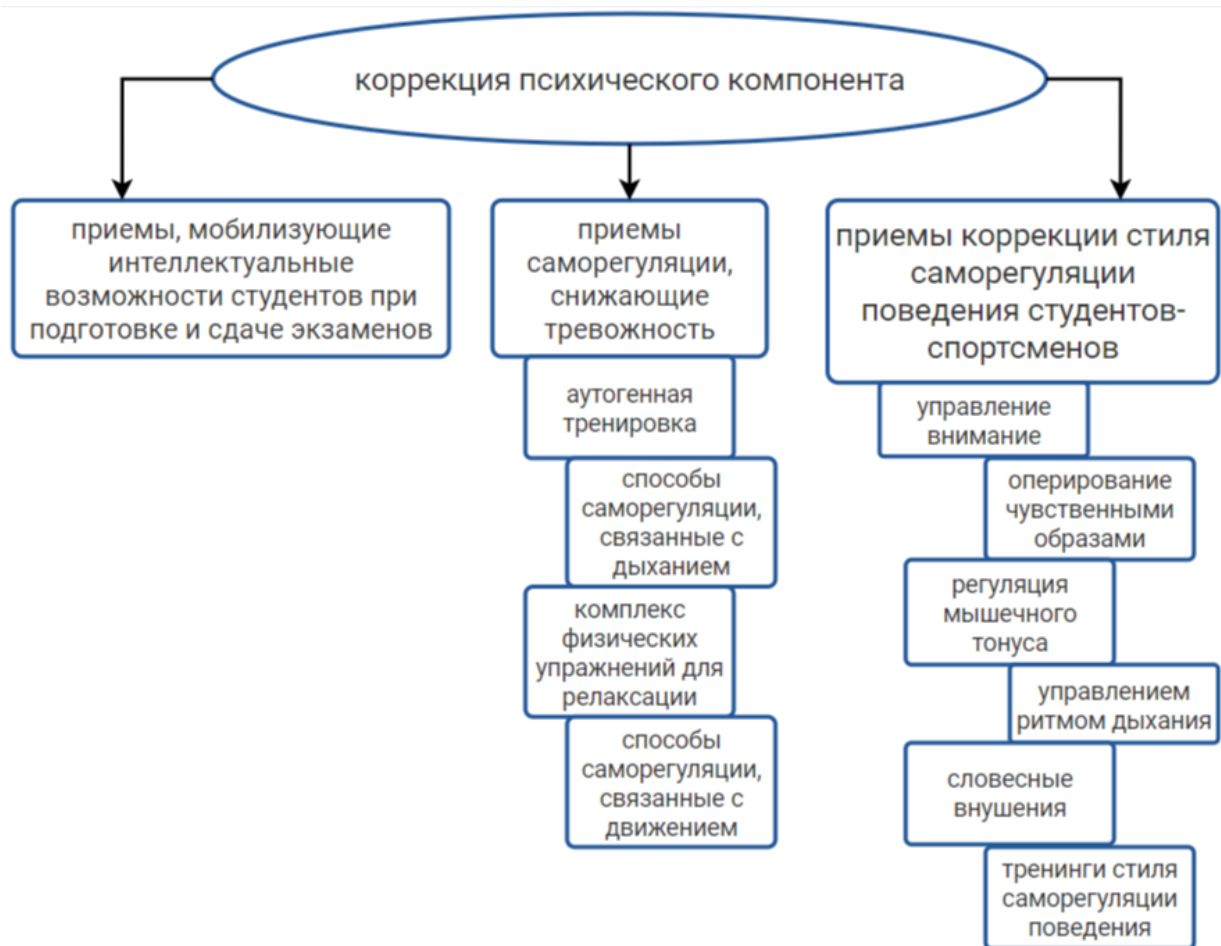 коррекция психического компонента
приемы, мобилизующие
интеллектуальные
возможности студентов при
подготовке и сдаче экзаменов
приемы
саморегуляции,
снижающие
тревожность
аутогенная
тренировка
способы
саморегуляции,
связанные с
дыханием
комплекс
физических
упражнений для
релаксации
способы
саморегуляции,
связанные с
движением
приемы коррекции стиля
саморегуляции
поведения студентов-
спортсменов
управление
внимание
оперирование
чувственными
образами
регуляция
мышечного
тонуса
управлением
ритмом дыхания
словесные
внушения
тренинги стиля
саморегуляции
поведения